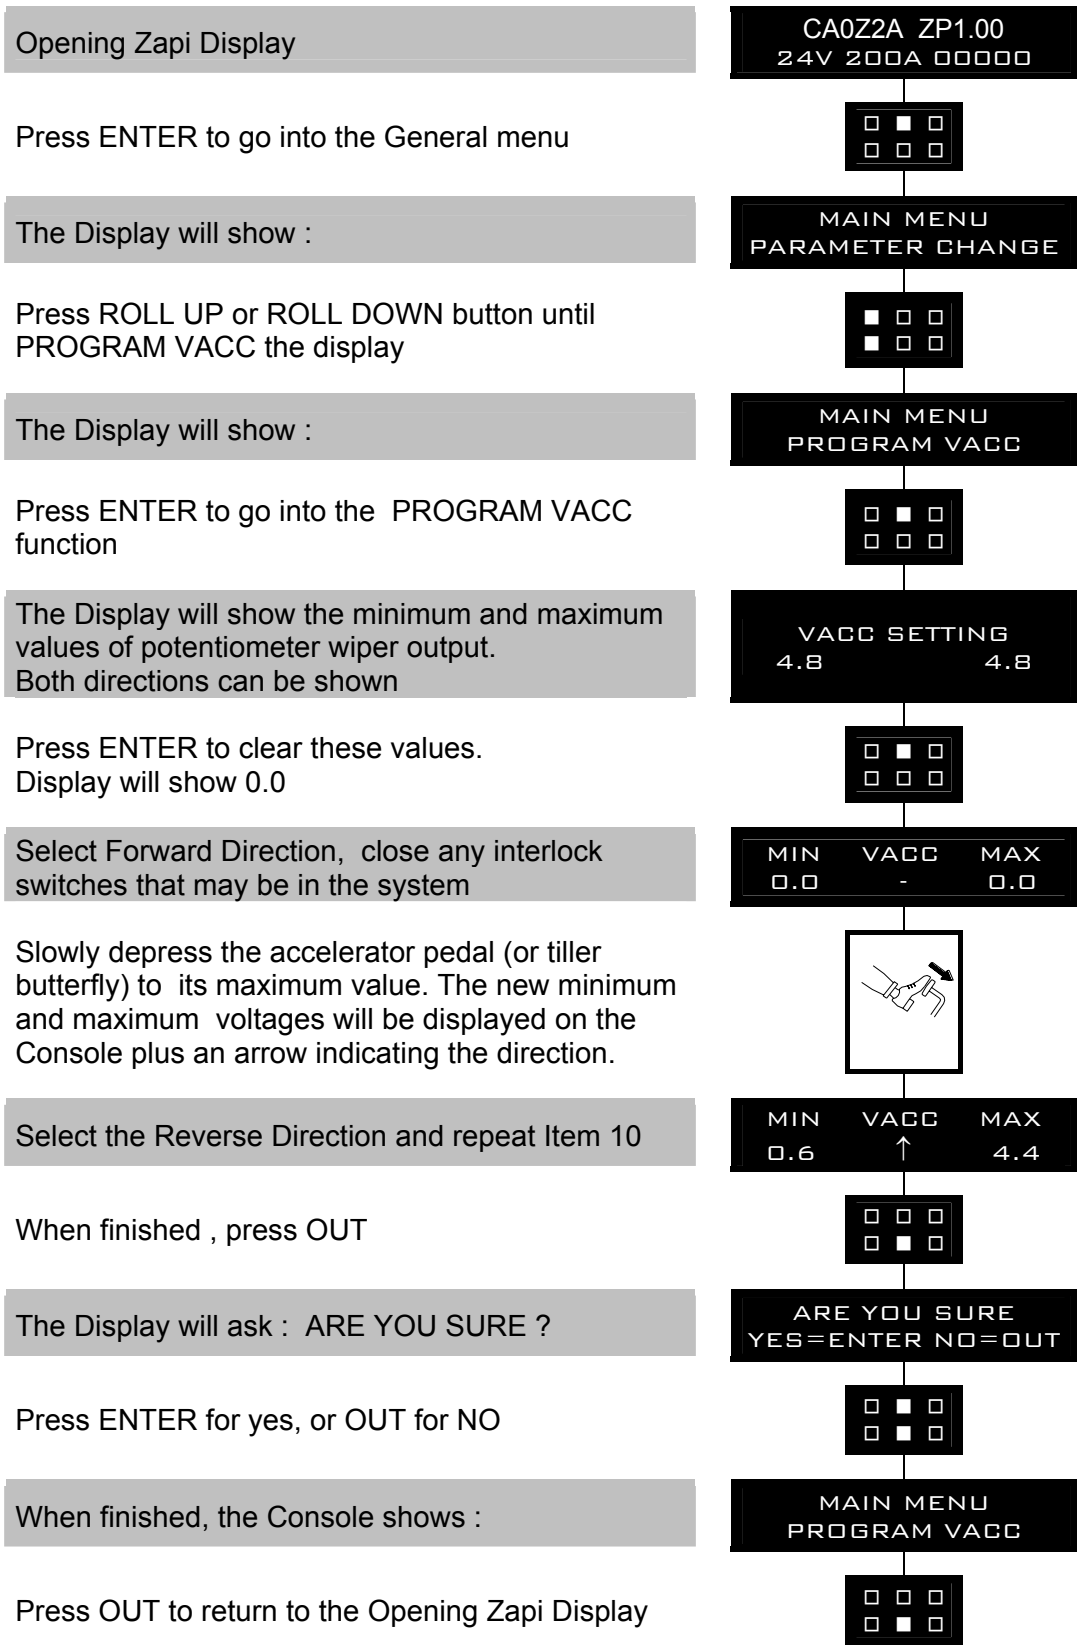 Opening Zapi Display
CA0Z2A ZP1.00
24V 200A 00000
Press ENTER to go into the General menu
The Display will show :
MAIN MENU
PARAMETER CHANGE
Press ROLL UP or ROLL DOWN button until
PROGRAM VACC the display
The Display will show :
MAIN MENU
PROGRAM VACC
Press ENTER to go into the PROGRAM VACC
function
The Display will show the minimum and maximum
values of potentiometer wiper output.
Both directions can be shown
VACC SETTING
4.8 4.8
Press ENTER to clear these values.
Display will show 0.0
Select Forward Direction, close any interlock
switches that may be in the system
MIN VACC MAX
0.0 - 0.0
Slowly depress the accelerator pedal (or tiller
butterfly) to its maximum value. The new minimum
and maximum voltages will be displayed on the
Console plus an arrow indicating the direction.
Select the Reverse Direction and repeat Item 10
MIN VACC MAX
0.6 ↑ 4.4
When finished , press OUT
The Display will ask : ARE YOU SURE ?
ARE YOU SURE
YES=ENTER NO=OUT
Press ENTER for yes, or OUT for NO
When finished, the Console shows :
MAIN MENU
PROGRAM VACC
Press OUT to return to the Opening Zapi Display